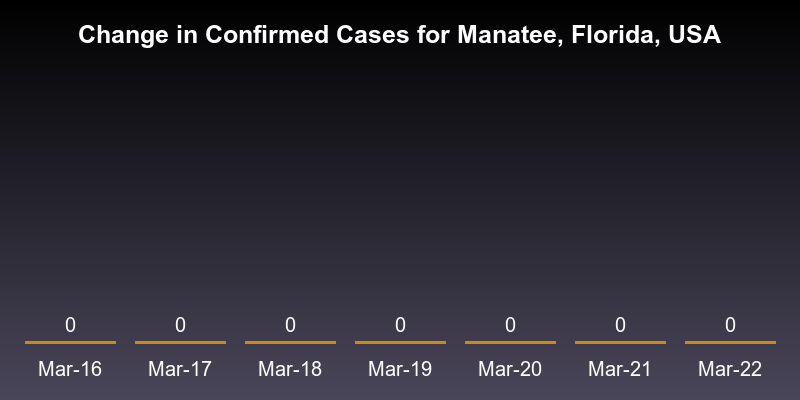 Change in Confirmed Cases for Manatee, Florida, USA
0 0 0 0 0 0 0
Mar-16 Mar-17 Mar-18 Mar-19 Mar-20 Mar-21 Mar-22